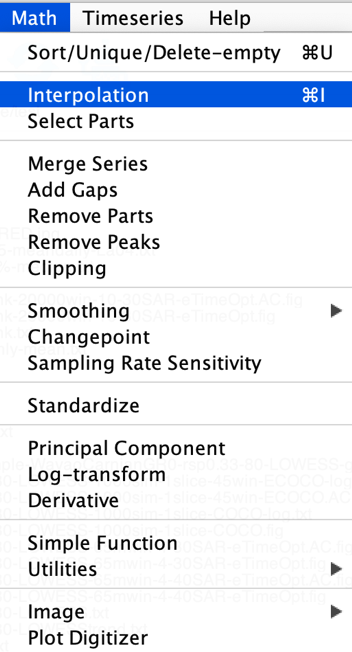 Math Timeseries Help
Sort/Unique/Delete-empty ⌘U
Interpolation ⌘I
Select Parts
Merge Series
Add Gaps
Remove Parts
Remove Peaks
Clipping
Smoothing ▶
Changepoint
Sampling Rate Sensitivity
Standardize
Principal Component
Log-transform
Derivative
Simple Function
Utilities ▶
Image ▶
Plot Digitizer